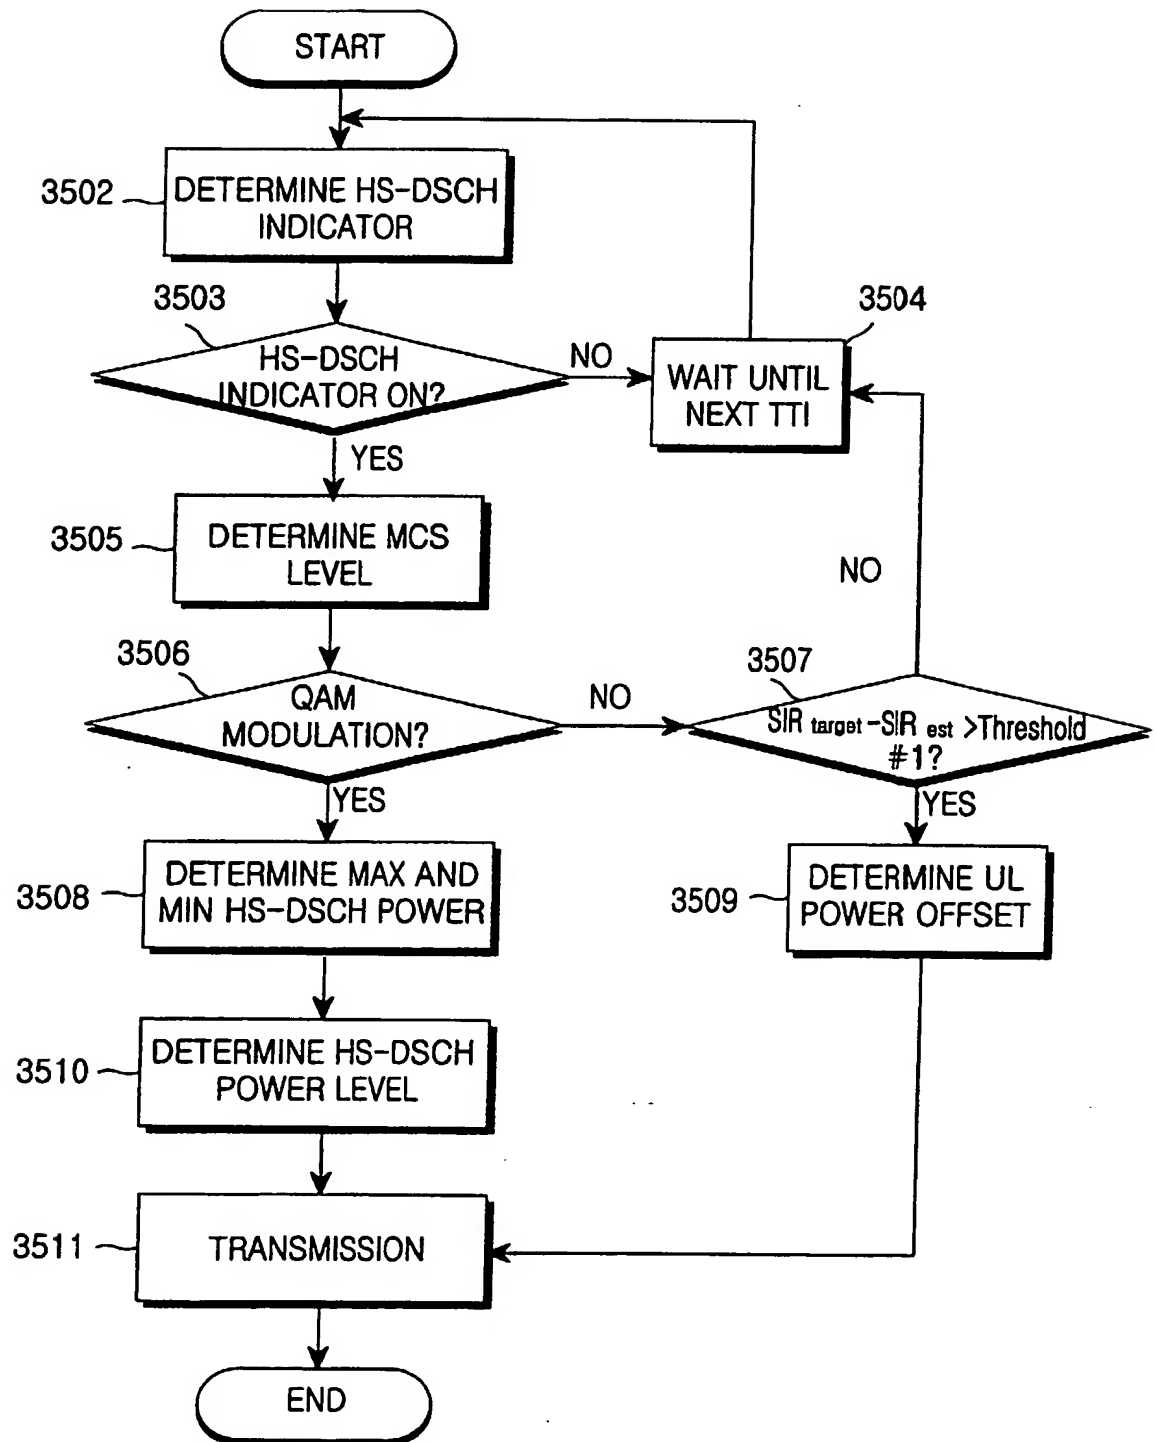 START
3502
DETERMINE HS-DSCH
INDICATOR
3503
HS-DSCH
INDICATOR ON?
NO
3504
WAIT UNTIL
NEXT TTI
YES
3505
DETERMINE MCS
LEVEL
NO
3506
QAM
MODULATION?
NO
3507
SIR target-SIR est >Threshold
#1?
YES
YES
3508
DETERMINE MAX AND
MIN HS-DSCH POWER
3509
DETERMINE UL
POWER OFFSET
3510
DETERMINE HS-DSCH
POWER LEVEL
3511
TRANSMISSION
END